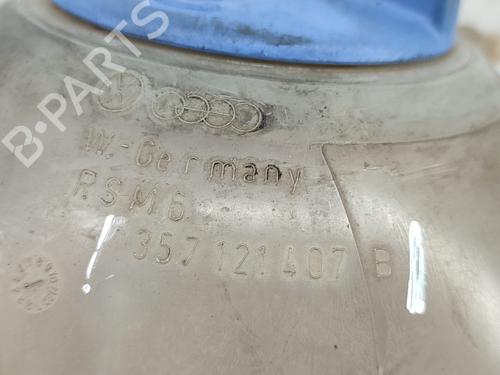 B-PARTS
W-Germany
RSM6
357 121 407 B